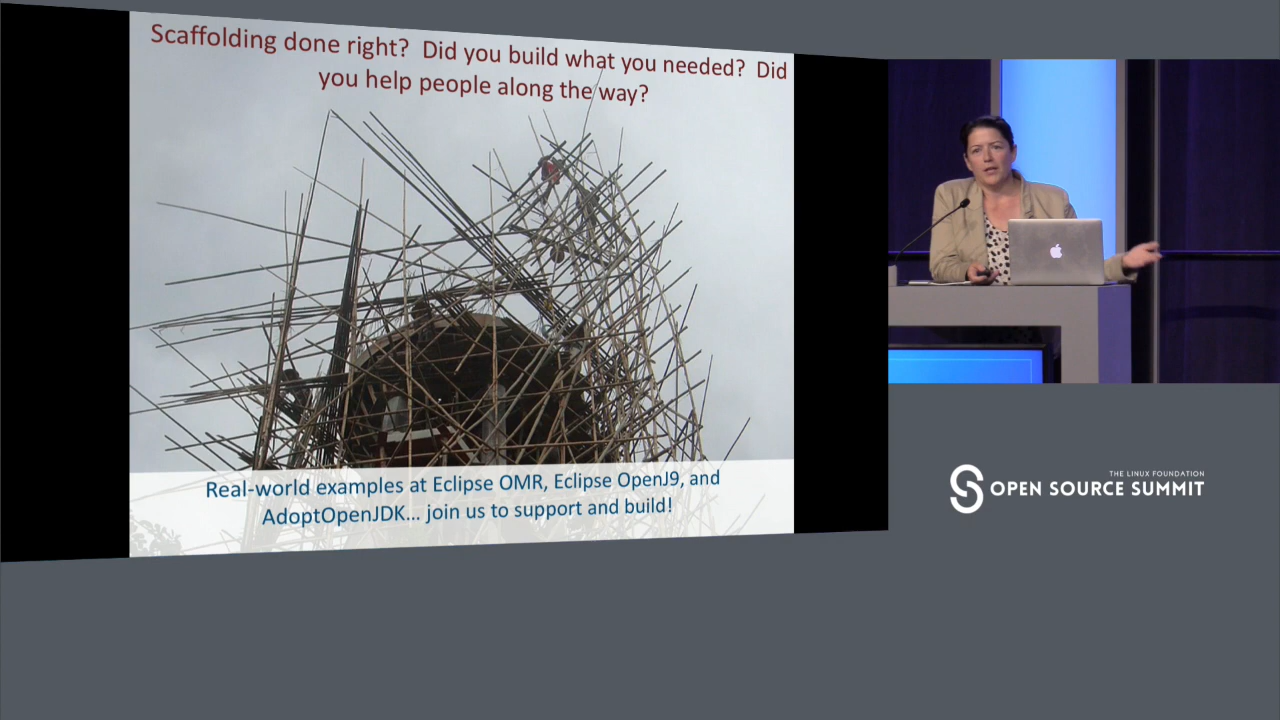 Scaffolding done right? Did you build what you needed? Did
you help people along the way?
Real-world examples at Eclipse OMR, Eclipse OpenJ9, and
AdoptOpenJDK... join us to support and build!
THE LINUX FOUNDATION
OPEN SOURCE SUMMIT